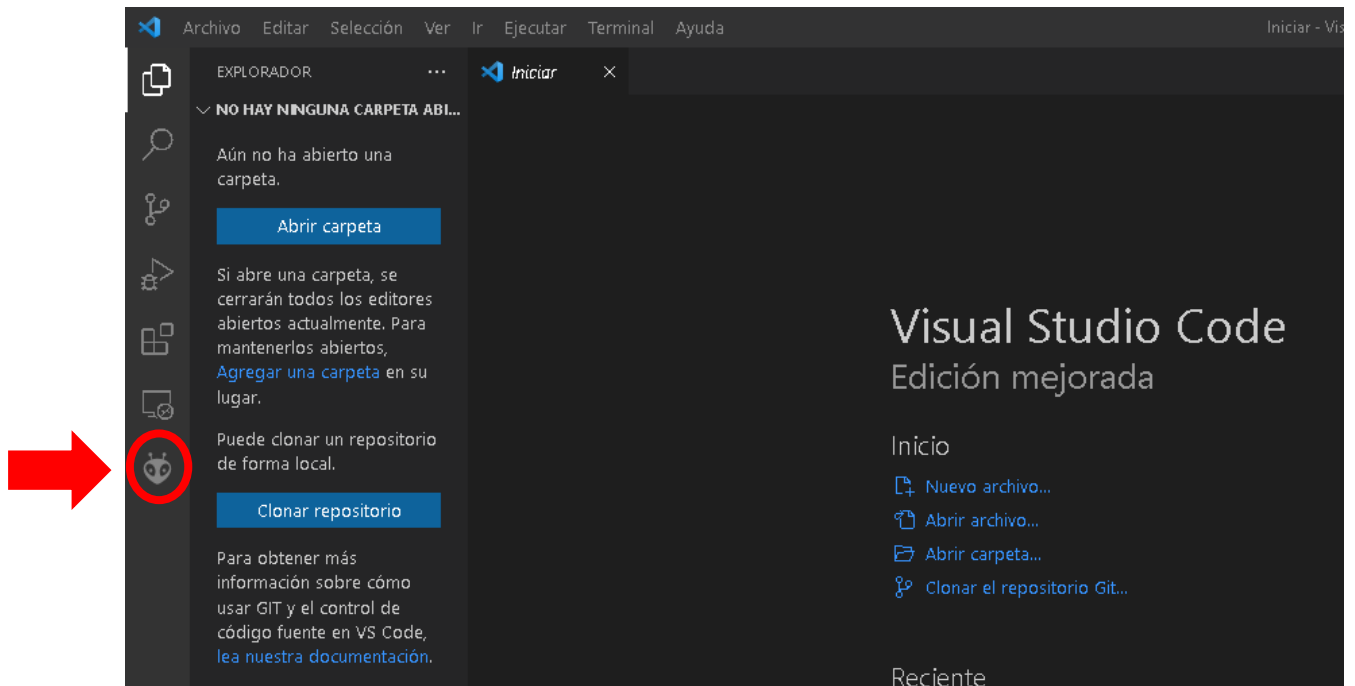 Archivo Editar Selección Ver Ir Ejecutar Terminal Ayuda
Iniciar - Vis
EXPLORADOR
Iniciar
NO HAY NINGUNA CARPETA ABI...
Aún no ha abierto una
carpeta.
Abrir carpeta
Si abre una carpeta, se
cerrarán todos los editores
abiertos actualmente. Para
mantenerlos abiertos,
Agregar una carpeta en su
lugar.
Puede clonar un repositorio
de forma local.
Clonar repositorio
Para obtener más
información sobre cómo
usar GIT y el control de
código fuente en VS Code,
lea nuestra documentación.
Visual Studio Code
Edición mejorada
Inicio
Nuevo archivo...
Abrir archivo...
Abrir carpeta...
Clonar el repositorio Git...
Reciente